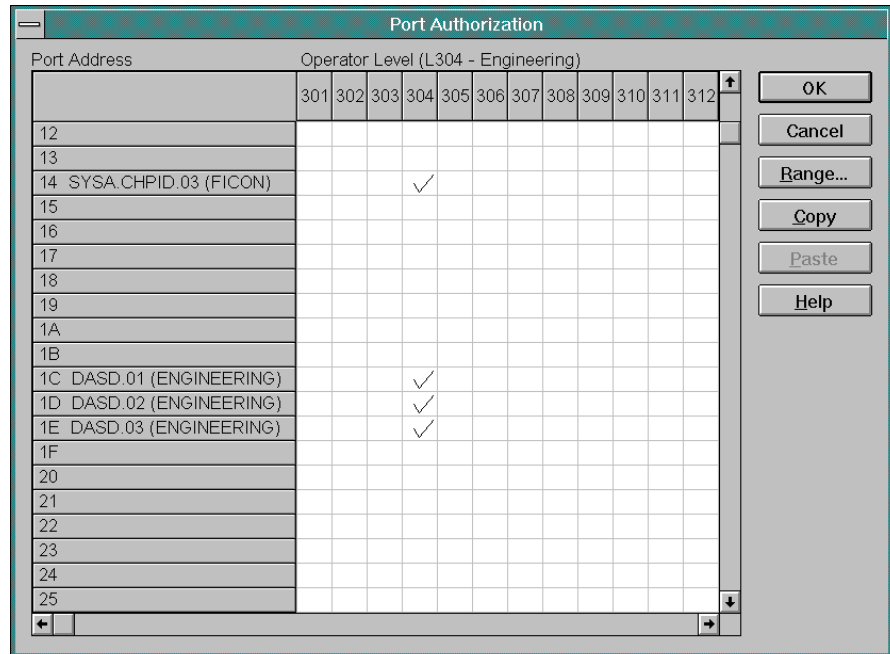 Port Authorization
Port Address Operator Level (L304 - Engineering)
301 302 303 304 305 306 307 308 309 310 311 312
12
13
14 SYSA.CHPID.03 (FICON)
15
16
17
18
19
1A
1B
1C DASD.01 (ENGINEERING)
1D DASD.02 (ENGINEERING)
1E DASD.03 (ENGINEERING)
1F
20
21
22
23
24
25
OK
Cancel
Range...
Copy
Paste
Help